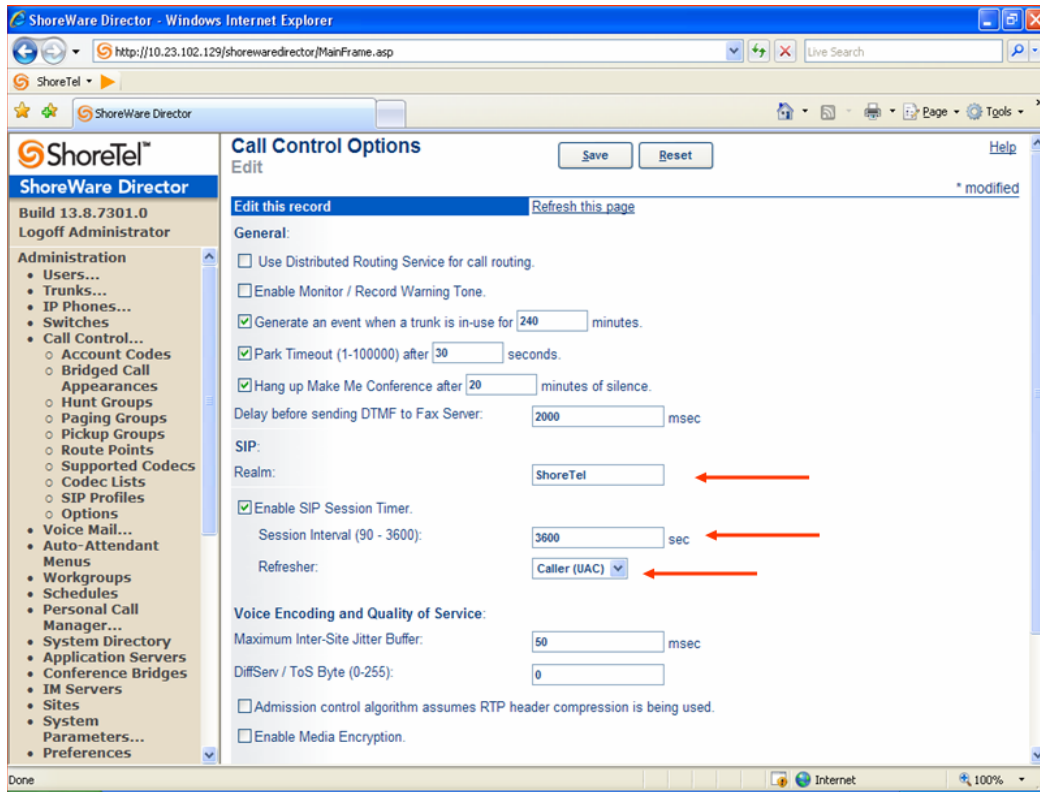 ShoreWare Director - Windows Internet Explorer
http://10.23.102.129/shorewaredirector/MainFrame.asp
Live Search
ShoreTel
ShoreWare Director
Page
Tools
ShoreTel™
ShoreWare Director
Build 13.8.7301.0
Logoff Administrator
Administration
• Users...
• Trunks...
• IP Phones...
• Switches
• Call Control...
○ Account Codes
○ Bridged Call
Appearances
○ Hunt Groups
○ Paging Groups
○ Pickup Groups
○ Route Points
○ Supported Codecs
○ Codec Lists
○ SIP Profiles
○ Options
• Voice Mail...
• Auto-Attendant
Menus
• Workgroups
• Schedules
• Personal Call
Manager...
• System Directory
• Application Servers
• Conference Bridges
• IM Servers
• Sites
• System
Parameters...
• Preferences
Call Control Options
Edit
Save Reset
Help
* modified
Edit this record Refresh this page
General:
Use Distributed Routing Service for call routing.
Enable Monitor / Record Warning Tone.
Generate an event when a trunk is in-use for 240 minutes.
Park Timeout (1-100000) after 30 seconds.
Hang up Make Me Conference after 20 minutes of silence.
Delay before sending DTMF to Fax Server: 2000 msec
SIP:
Realm: ShoreTel
Enable SIP Session Timer.
Session Interval (90 - 3600): 3600 sec
Refresher: Caller (UAC)
Voice Encoding and Quality of Service:
Maximum Inter-Site Jitter Buffer: 50 msec
DiffServ / ToS Byte (0-255): 0
Admission control algorithm assumes RTP header compression is being used.
Enable Media Encryption.
Done
Internet
100%